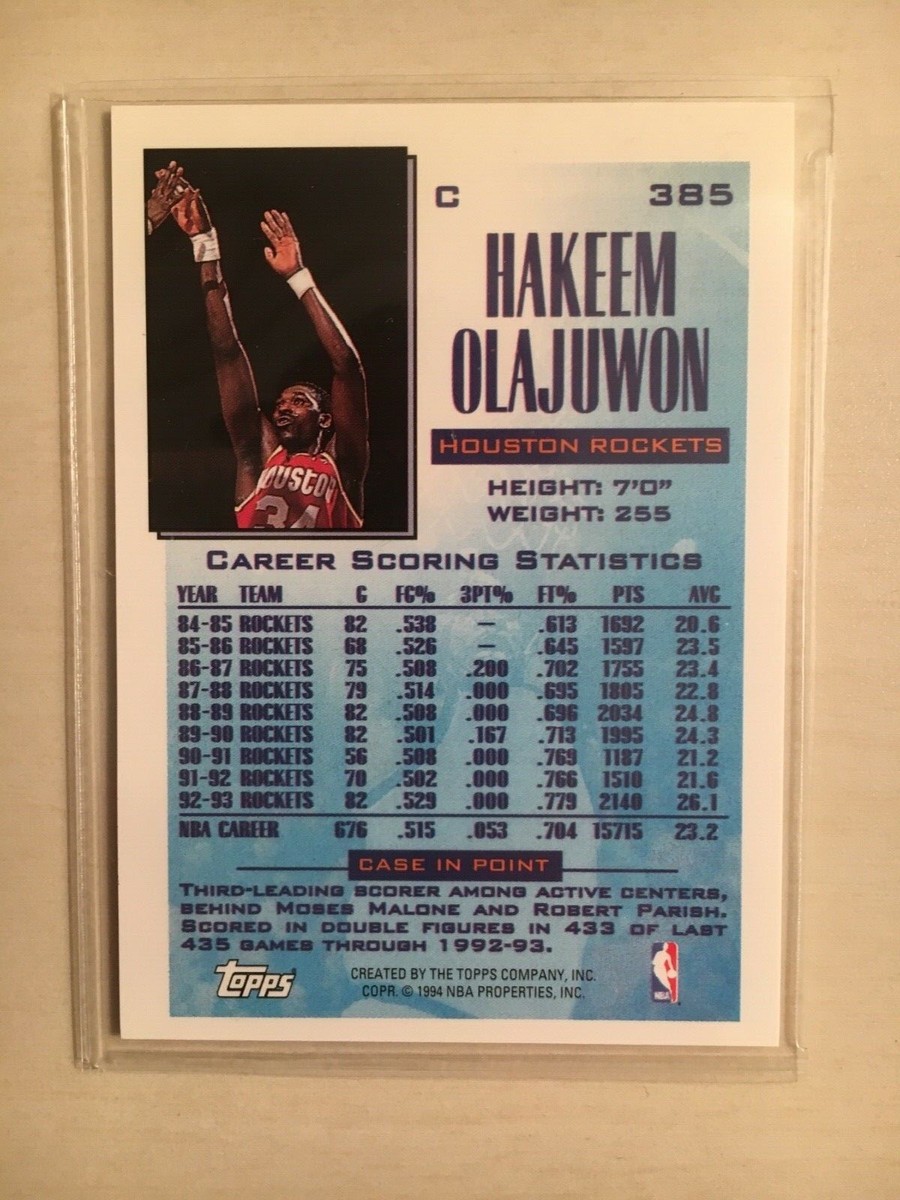 C 385
HAKEEM
OLAJUWON
HOUSTON ROCKETS
HEIGHT: 7'0"
WEIGHT: 255
HOUSTON
34
CAREER SCORING STATISTICS
YEAR TEAM G FG% 3PT% FT% PTS AVG
84-85 ROCKETS 82 .538 — .613 1692 20.6
85-86 ROCKETS 68 .526 — .645 1597 23.5
86-87 ROCKETS 75 .508 .200 .702 1755 23.4
87-88 ROCKETS 79 .514 .000 .695 1805 22.8
88-89 ROCKETS 82 .508 .000 .696 2034 24.8
89-90 ROCKETS 82 .501 .167 .713 1995 24.3
90-91 ROCKETS 56 .508 .000 .769 1187 21.2
91-92 ROCKETS 70 .502 .000 .766 1510 21.6
92-93 ROCKETS 82 .529 .000 .779 2140 26.1
NBA CAREER 676 .515 .053 .704 15715 23.2
CASE IN POINT
THIRD-LEADING SCORER AMONG ACTIVE CENTERS,
BEHIND MOSES MALONE AND ROBERT PARISH.
SCORED IN DOUBLE FIGURES IN 433 OF LAST
435 GAMES THROUGH 1992-93.
TOPPS
CREATED BY THE TOPPS COMPANY, INC.
COPR. © 1994 NBA PROPERTIES, INC.
NBA